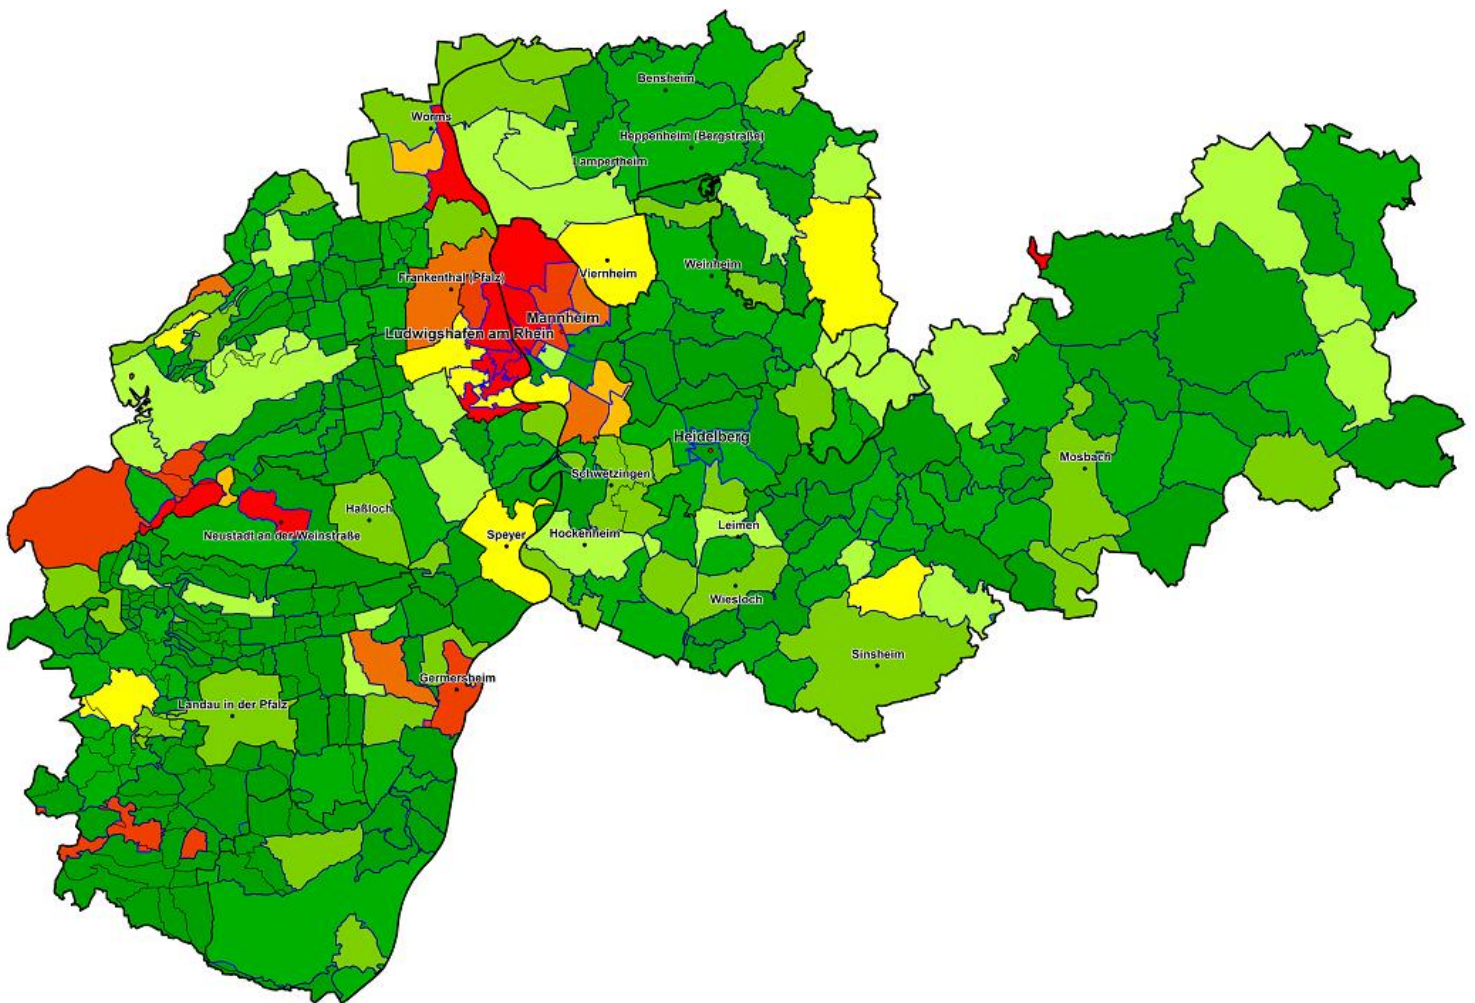 Bensheim
Worms
Heppenheim (Bergstraße)
Lampertheim
Weinheim
Viernheim
Frankenthal (Pfalz)
Mannheim
Ludwigshafen am Rhein
Heidelberg
Mosbach
Schwetzingen
Haßloch
Leimen
Neustadt an der Weinstraße
Speyer
Hockenheim
Wiesloch
Sinsheim
Germersheim
Landau in der Pfalz